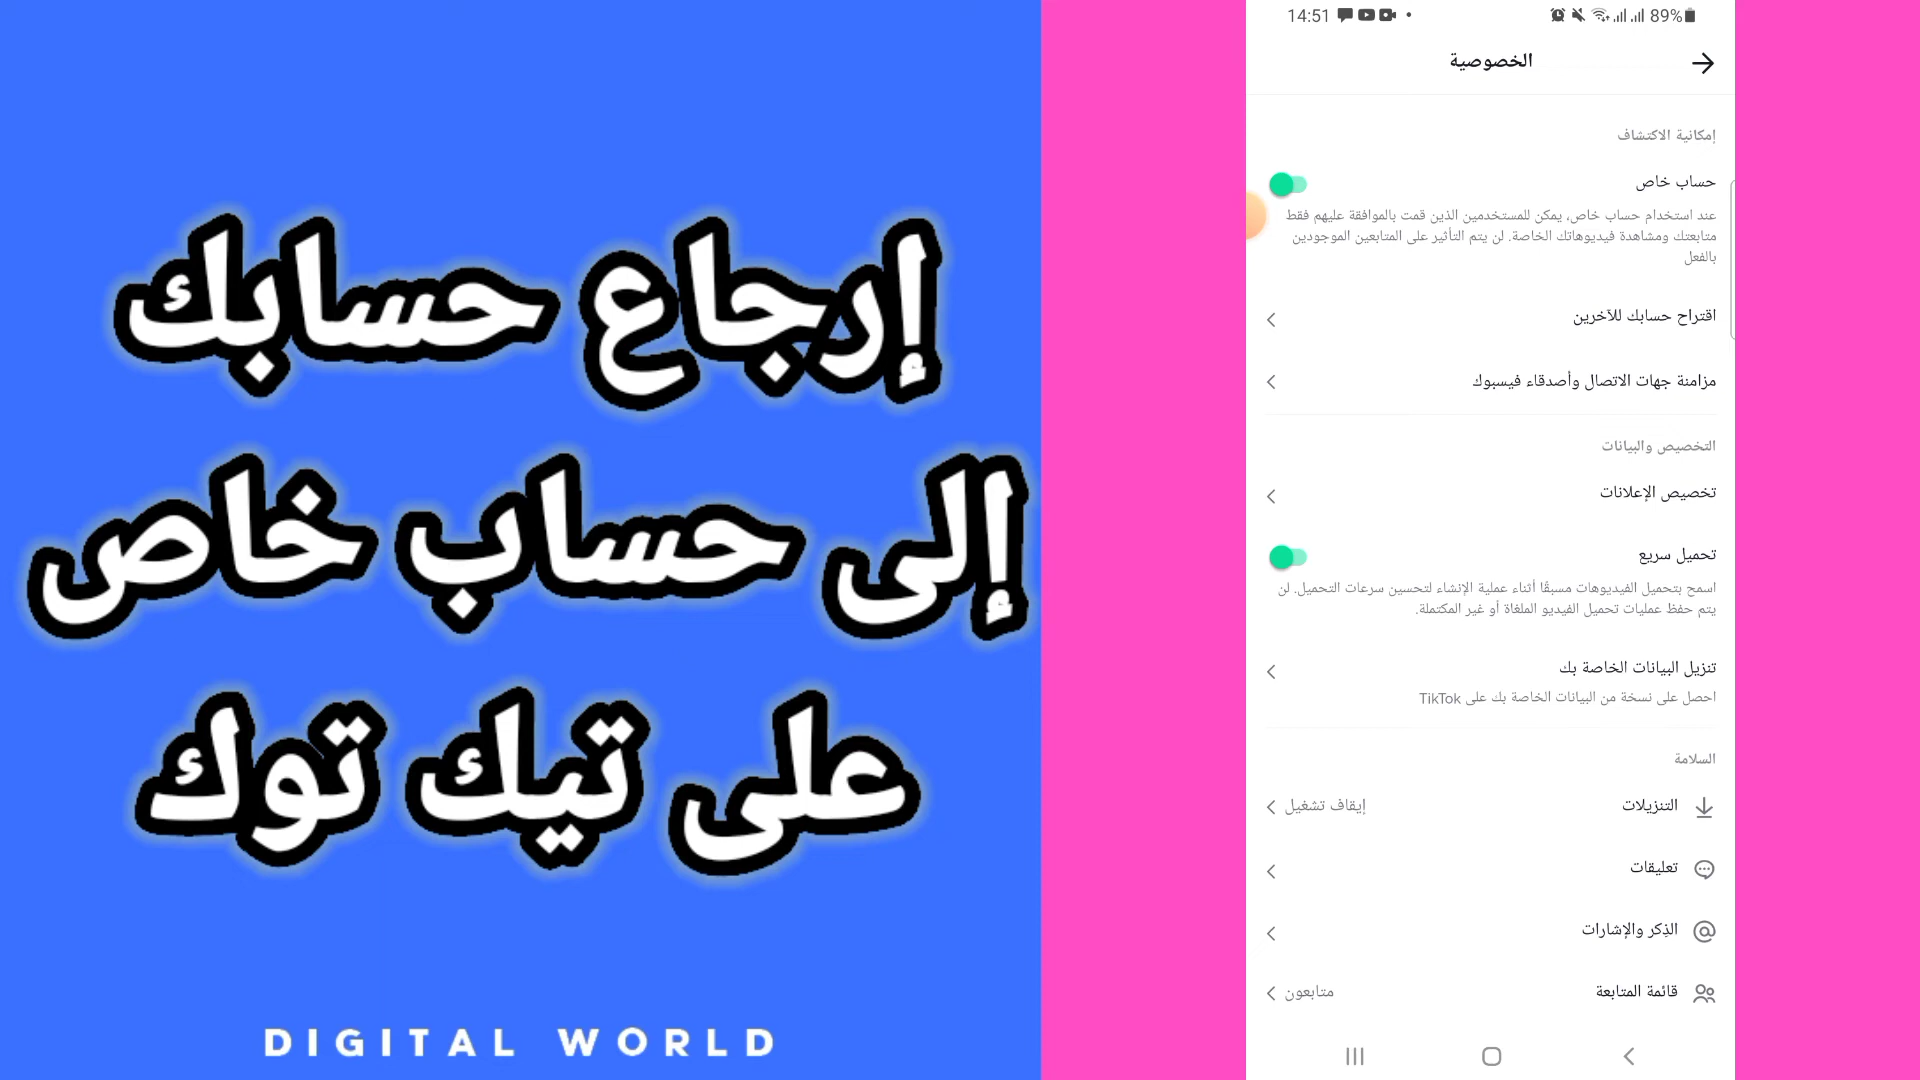 إرجاع حسابك
إلى حساب خاص
على تيك توك
DIGITAL WORLD
14:51
89%
الخصوصية
إمكانية الاكتشاف
حساب خاص
عند استخدام حساب خاص، يمكن للمستخدمين الذين قمت بالموافقة عليهم فقط
متابعتك ومشاهدة فيديوهاتك الخاصة. لن يتم التأثير على المتابعين الموجودين
بالفعل
اقتراح حسابك للآخرين
مزامنة جهات الاتصال وأصدقاء فيسبوك
التخصيص والبيانات
تخصيص الإعلانات
تحميل سريع
اسمح بتحميل الفيديوهات مسبقًا أثناء عملية الإنشاء لتحسين سرعات التحميل. لن
يتم حفظ عمليات تحميل الفيديو الملغاة أو غير المكتملة.
تنزيل البيانات الخاصة بك
احصل على نسخة من البيانات الخاصة بك على TikTok
السلامة
التنزيلات
إيقاف تشغيل
تعليقات
الذِكر والإشارات
قائمة المتابعة
متابعون